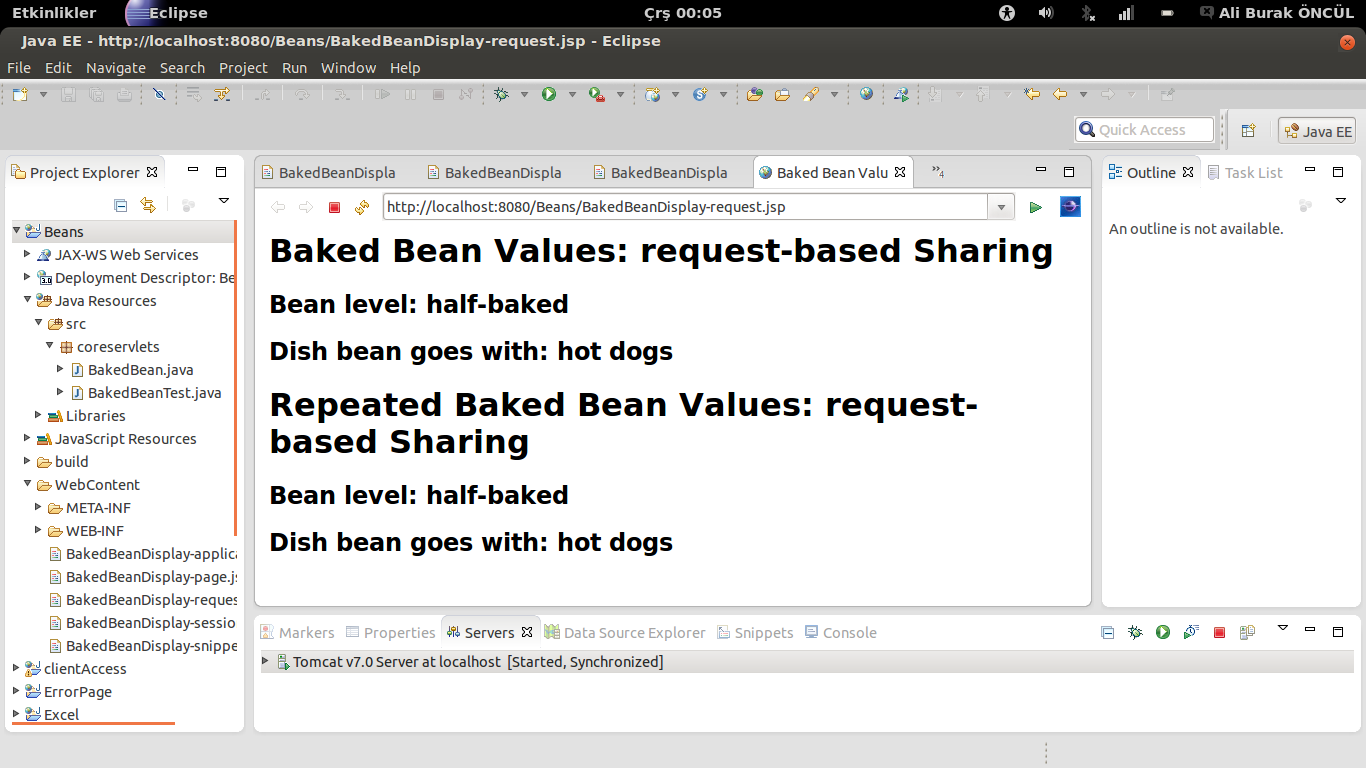 Etkinlikler Eclipse Çrş 00:05 Ali Burak ÖNCÜL
Java EE - http://localhost:8080/Beans/BakedBeanDisplay-request.jsp - Eclipse
File Edit Navigate Search Project Run Window Help
Quick Access Java EE
Project Explorer
Beans
JAX-WS Web Services
Deployment Descriptor: Be
3.0
Java Resources
src
coreservlets
BakedBean.java
BakedBeanTest.java
Libraries
JavaScript Resources
build
WebContent
META-INF
WEB-INF
BakedBeanDisplay-applica
BakedBeanDisplay-page.js
BakedBeanDisplay-reques
BakedBeanDisplay-sessio
BakedBeanDisplay-snippe
clientAccess
ErrorPage
Excel
BakedBeanDispla BakedBeanDispla BakedBeanDispla Baked Bean Valu »4
http://localhost:8080/Beans/BakedBeanDisplay-request.jsp
Baked Bean Values: request-based Sharing
Bean level: half-baked
Dish bean goes with: hot dogs
Repeated Baked Bean Values: request-
based Sharing
Bean level: half-baked
Dish bean goes with: hot dogs
Outline Task List
An outline is not available.
Markers Properties Servers Data Source Explorer Snippets Console
Tomcat v7.0 Server at localhost [Started, Synchronized]